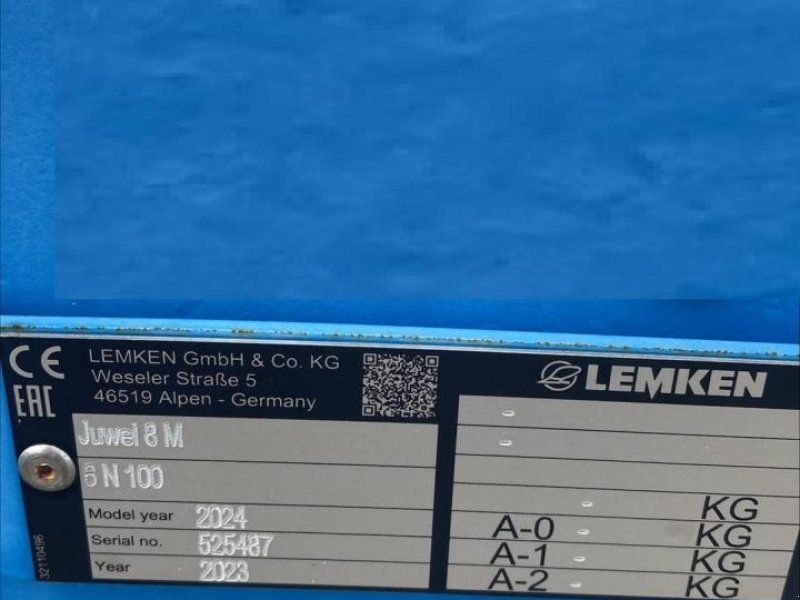 CE
EAC
LEMKEN GmbH & Co. KG
Weseler Straße 5
46519 Alpen - Germany
LEMKEN
Juwel 8 M
6 N 100
Model year 2024
Serial no. 525487
Year 2023
32110496
-
-
- KG
A-0 - KG
A-1 - KG
A-2 - KG